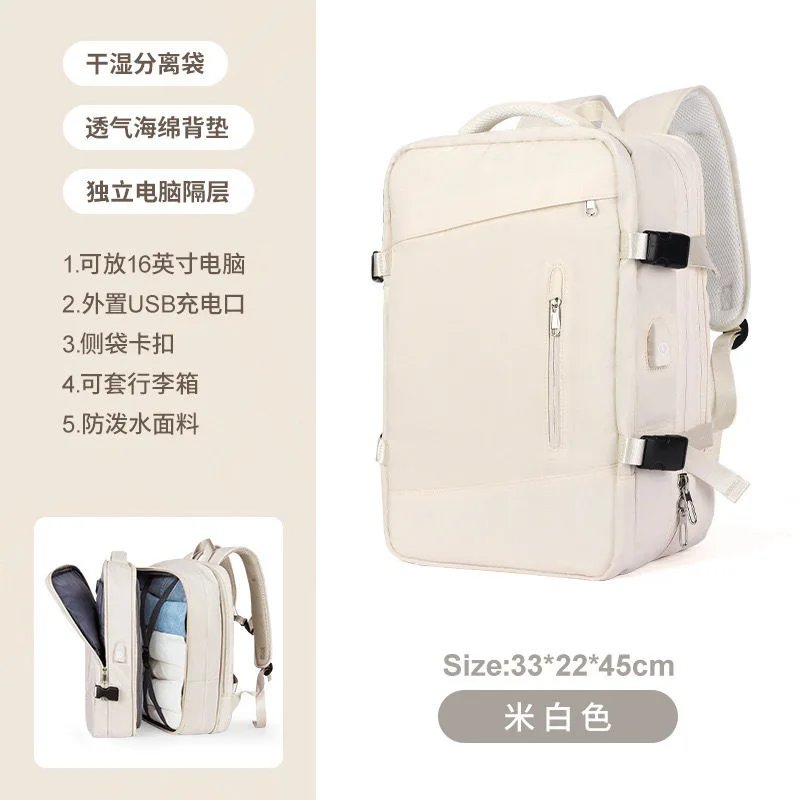 干湿分离袋
透气海绵背垫
独立电脑隔层
1.可放16英寸电脑
2.外置USB充电口
3.侧袋卡扣
4.可套行李箱
5.防泼水面料
Size:33*22*45cm
米白色